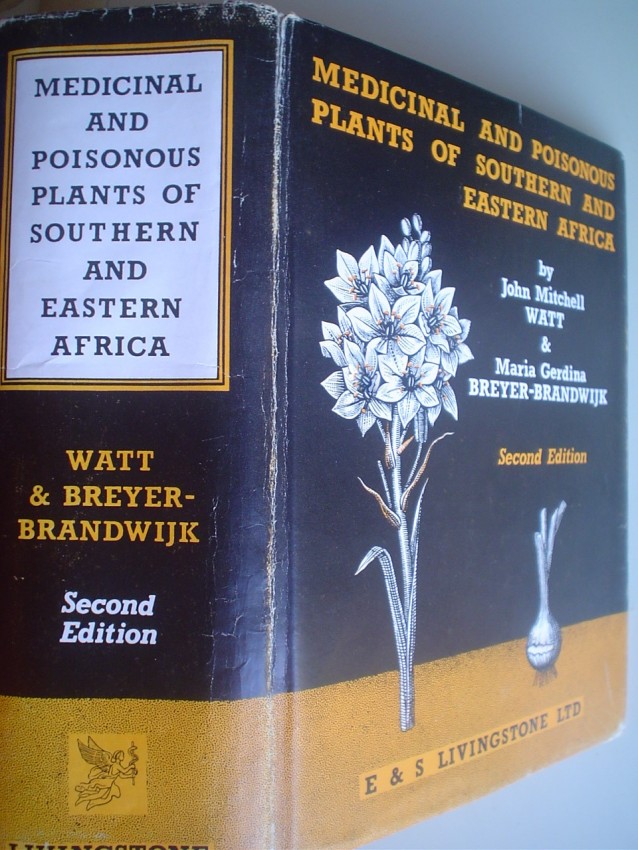 MEDICINAL
AND
POISONOUS
PLANTS OF
SOUTHERN
AND
EASTERN
AFRICA
WATT
& BREYER-
BRANDWIJK
Second
Edition
LIVINGSTONE
MEDICINAL AND POISONOUS
PLANTS OF SOUTHERN AND
EASTERN AFRICA
by
John Mitchell
WATT
&
Maria Gerdina
BREYER-BRANDWIJK
Second Edition
E & S LIVINGSTONE LTD